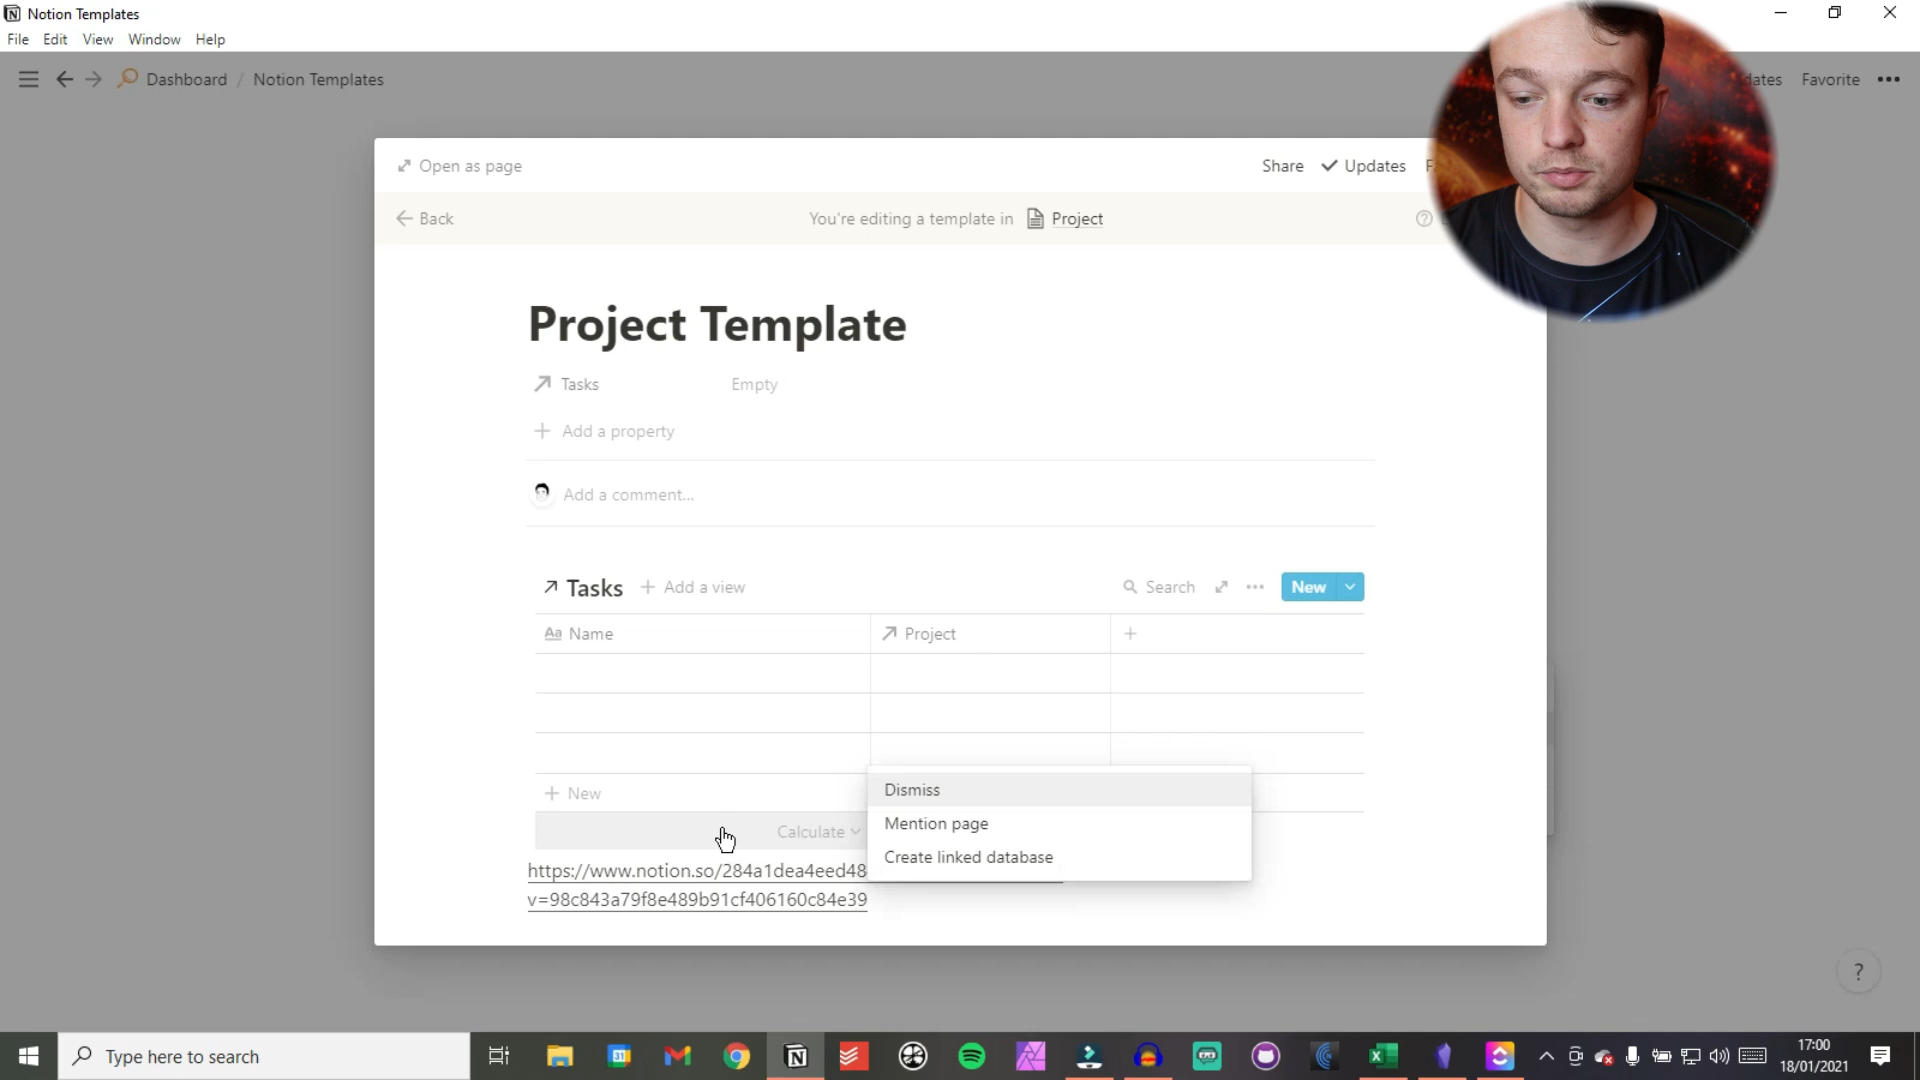 Notion Templates
File Edit View Window Help
Dashboard / Notion Templates
Favorite
Open as page
Share Updates
Back
You're editing a template in Project
Project Template
Tasks Empty
Add a property
Add a comment...
Tasks + Add a view
Search New
Aa Name Project +
+ New
Dismiss
Mention page
Create linked database
Calculate
https://www.notion.so/284a1dea4eed48
v=98c843a79f8e489b91cf406160c84e39
?
Type here to search
31
17:00
18/01/2021